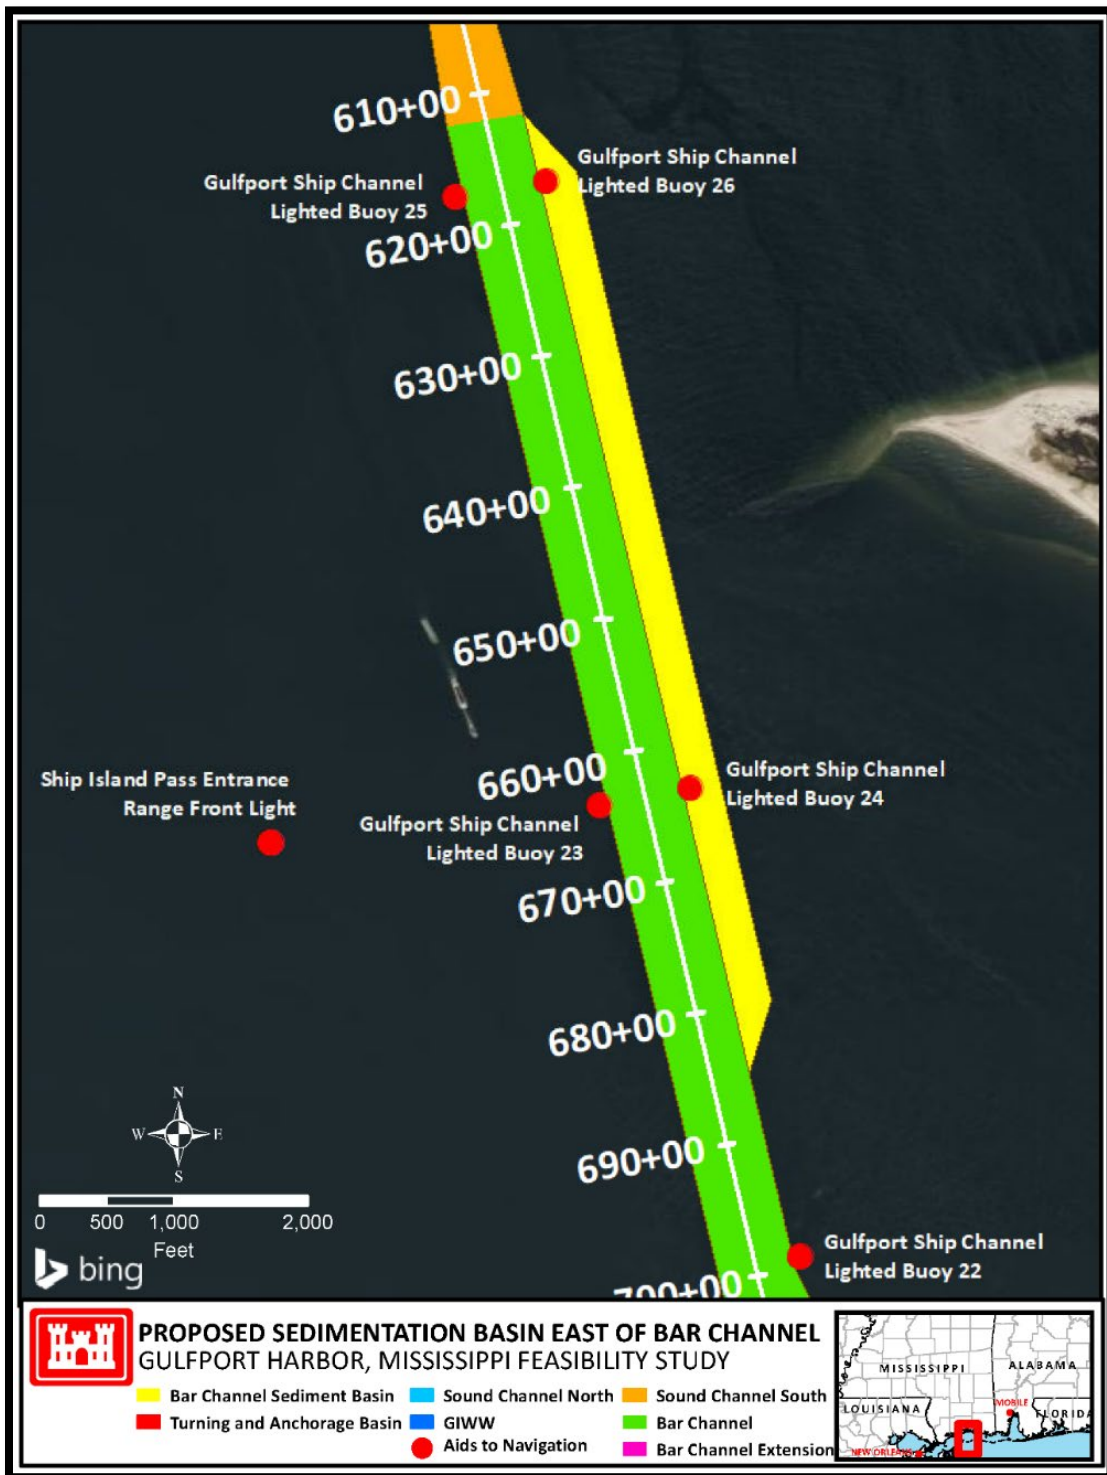 610+00
Gulfport Ship Channel
Lighted Buoy 26
Gulfport Ship Channel
Lighted Buoy 25
620+00
630+00
640+00
650+00
660+00
Gulfport Ship Channel
Lighted Buoy 24
Ship Island Pass Entrance
Range Front Light
Gulfport Ship Channel
Lighted Buoy 23
670+00
680+00
690+00
N
W E
S
0 500 1,000 2,000
Feet
bing
Gulfport Ship Channel
Lighted Buoy 22
700+00
PROPOSED SEDIMENTATION BASIN EAST OF BAR CHANNEL
GULFPORT HARBOR, MISSISSIPPI FEASIBILITY STUDY
Bar Channel Sediment Basin Sound Channel North Sound Channel South
Turning and Anchorage Basin GIWW Bar Channel
Aids to Navigation Bar Channel Extension
MISSISSIPPI ALABAMA
LOUISIANA MOBILE FLORIDA
NEW ORLEANS